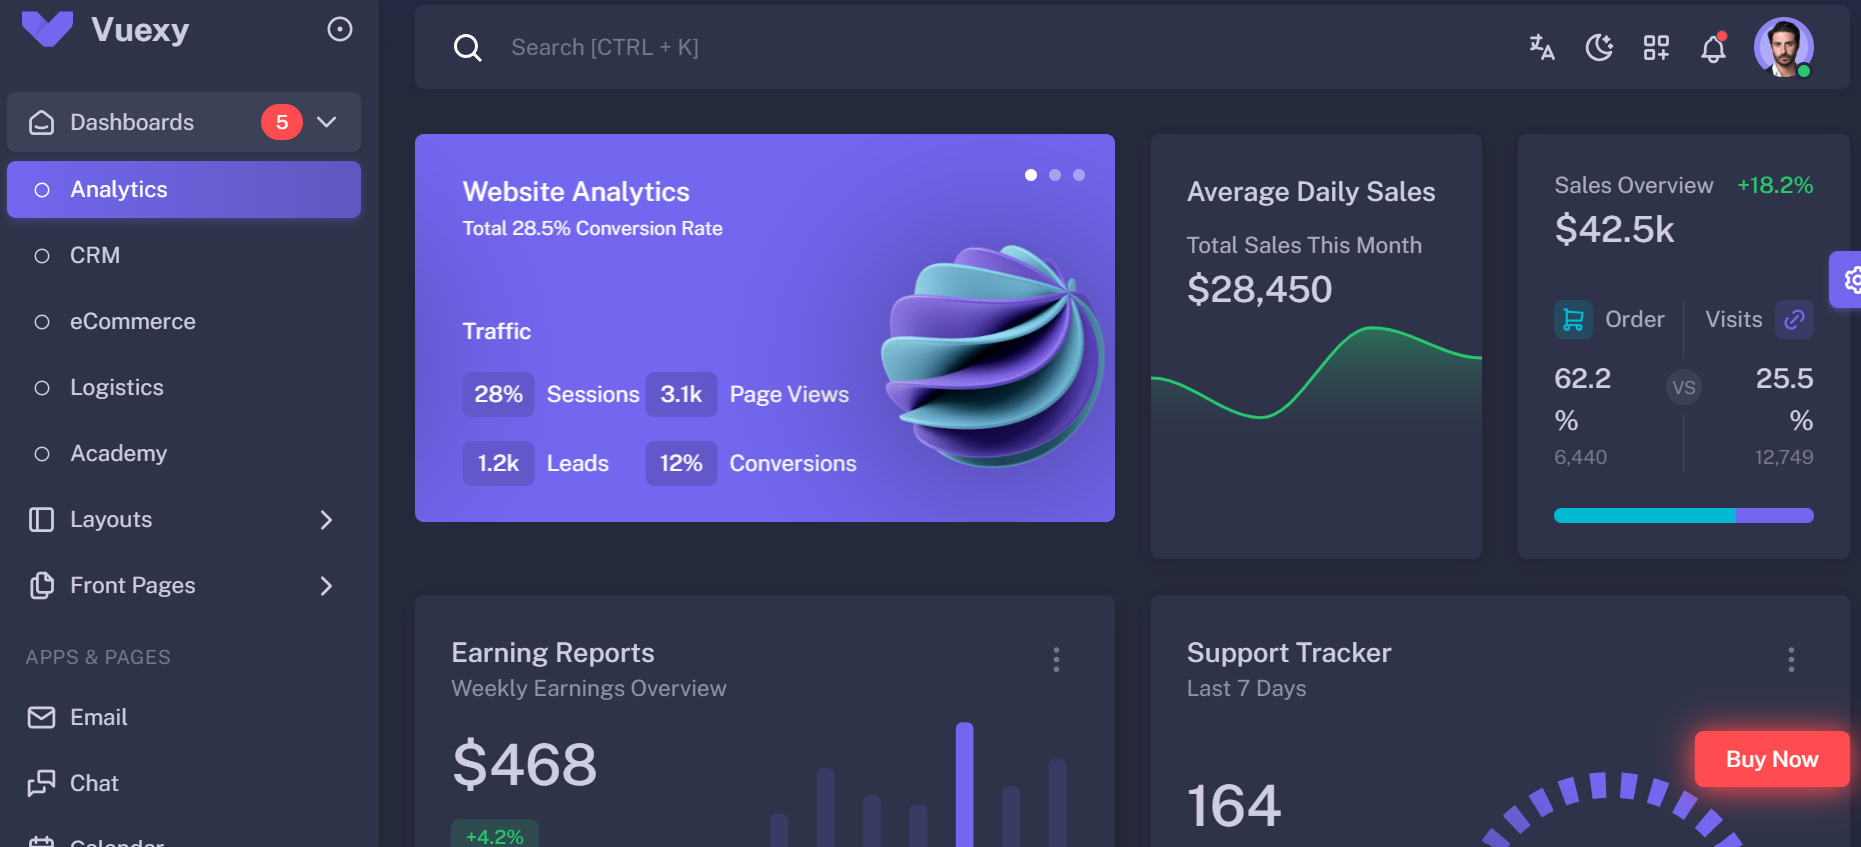 Vuexy
Search [CTRL + K]
Dashboards 5
Analytics
CRM
eCommerce
Logistics
Academy
Layouts
Front Pages
APPS & PAGES
Email
Chat
Calendar
Website Analytics
Total 28.5% Conversion Rate
Traffic
28% Sessions 3.1k Page Views
1.2k Leads 12% Conversions
Average Daily Sales
Total Sales This Month
$28,450
Sales Overview +18.2%
$42.5k
Order Visits
62.2 VS 25.5
% %
6,440 12,749
Earning Reports
Weekly Earnings Overview
$468
+4.2%
Support Tracker
Last 7 Days
164
Buy Now